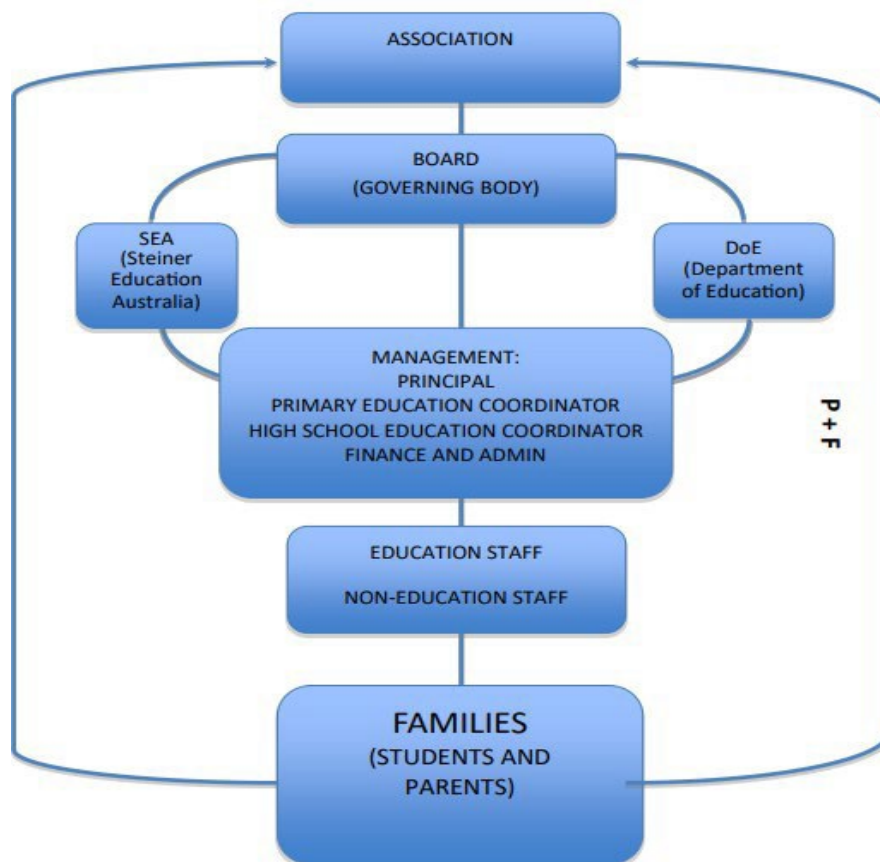 ASSOCIATION
BOARD
(GOVERNING BODY)
SEA
(Steiner
Education
Australia)
DoE
(Department
of Education)
MANAGEMENT:
PRINCIPAL
PRIMARY EDUCATION COORDINATOR
HIGH SCHOOL EDUCATION COORDINATOR
FINANCE AND ADMIN
P + F
EDUCATION STAFF
NON-EDUCATION STAFF
FAMILIES
(STUDENTS AND
PARENTS)